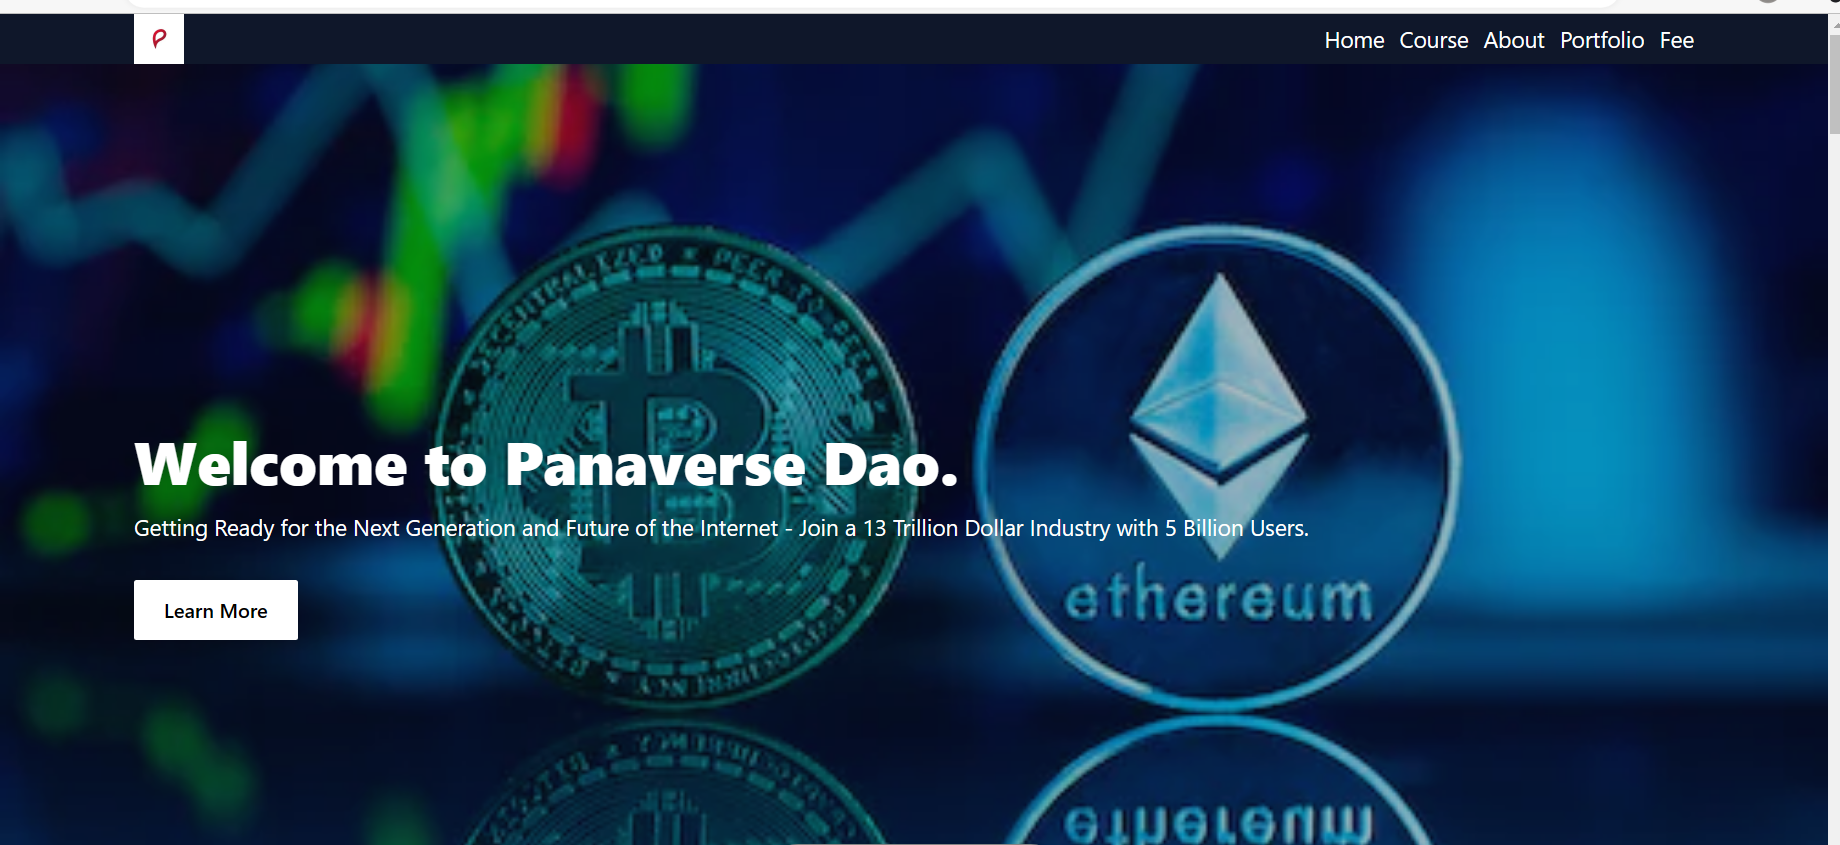 Home Course About Portfolio Fee
DECENTRALIZED * PEER TO PEER
Welcome to Panaverse Dao.
Getting Ready for the Next Generation and Future of the Internet - Join a 13 Trillion Dollar Industry with 5 Billion Users.
ethereum
Learn More